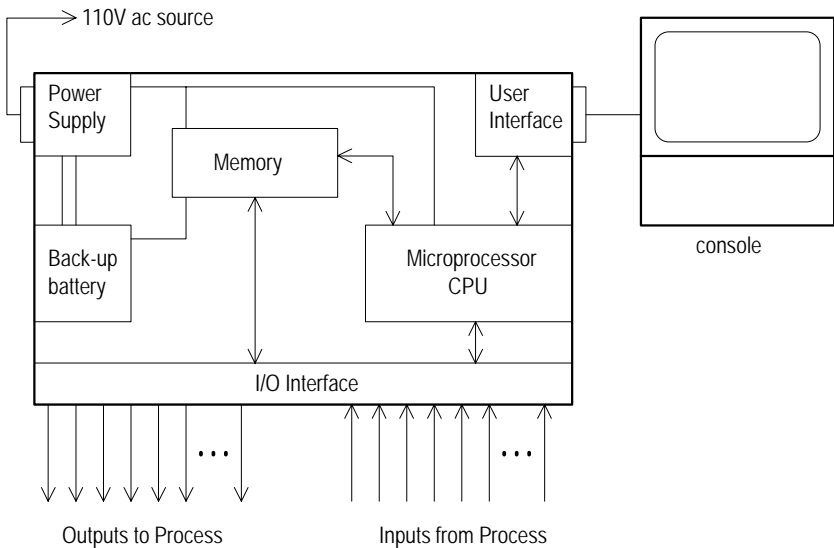 110V ac source
Power
Supply
User
Interface
Memory
Back-up
battery
Microprocessor
CPU
console
I/O Interface
Outputs to Process
Inputs from Process